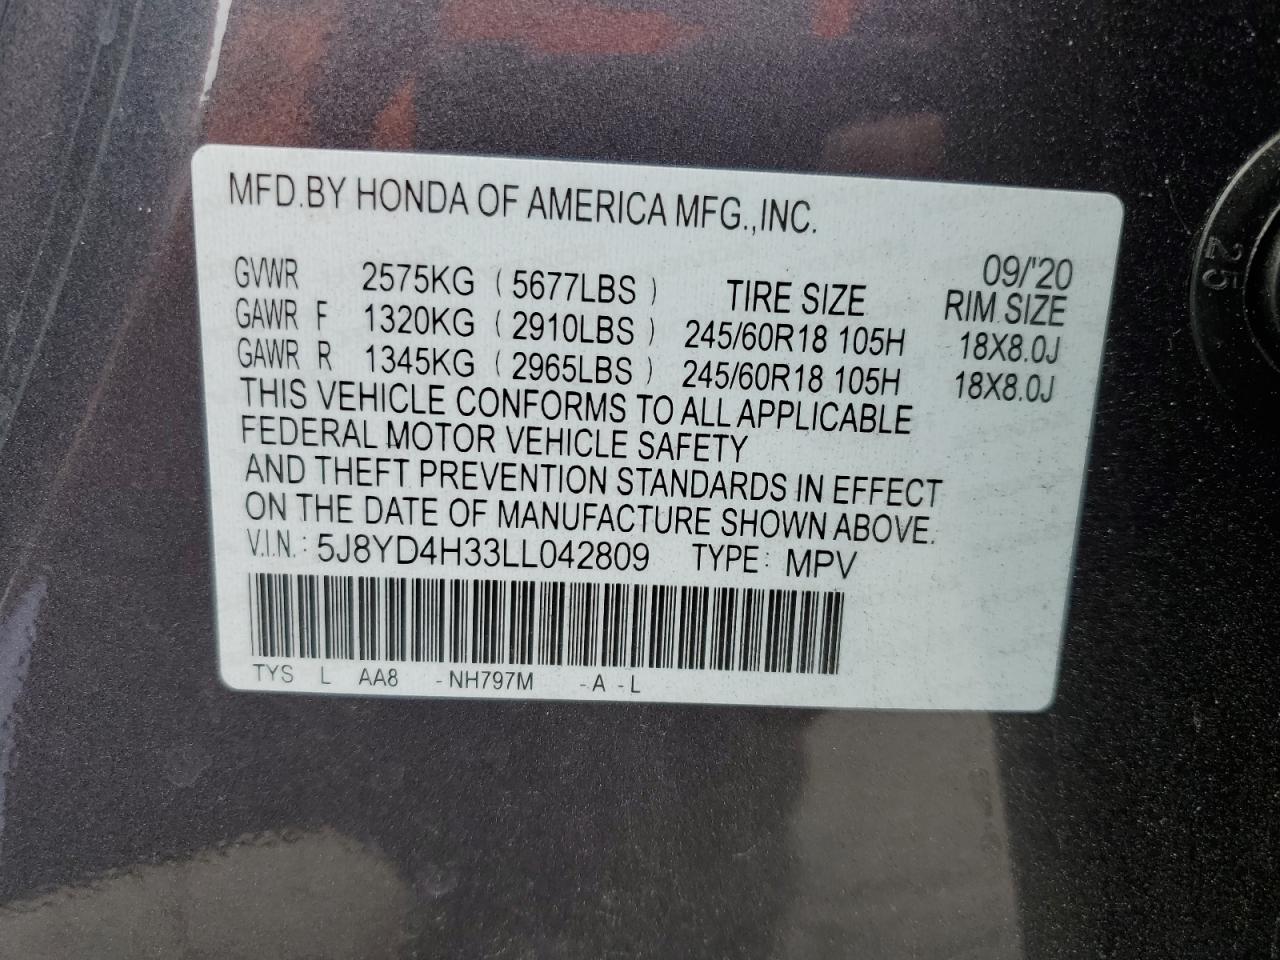 MFD.BY HONDA OF AMERICA MFG.,INC.
09/'20
GVWR 2575KG ( 5677LBS ) TIRE SIZE RIM SIZE
GAWR F 1320KG ( 2910LBS ) 245/60R18 105H 18X8.0J
GAWR R 1345KG ( 2965LBS ) 245/60R18 105H 18X8.0J
THIS VEHICLE CONFORMS TO ALL APPLICABLE
FEDERAL MOTOR VEHICLE SAFETY
AND THEFT PREVENTION STANDARDS IN EFFECT
ON THE DATE OF MANUFACTURE SHOWN ABOVE.
V.I.N.: 5J8YD4H33LL042809 TYPE: MPV
TYS L AA8 -NH797M -A -L
25